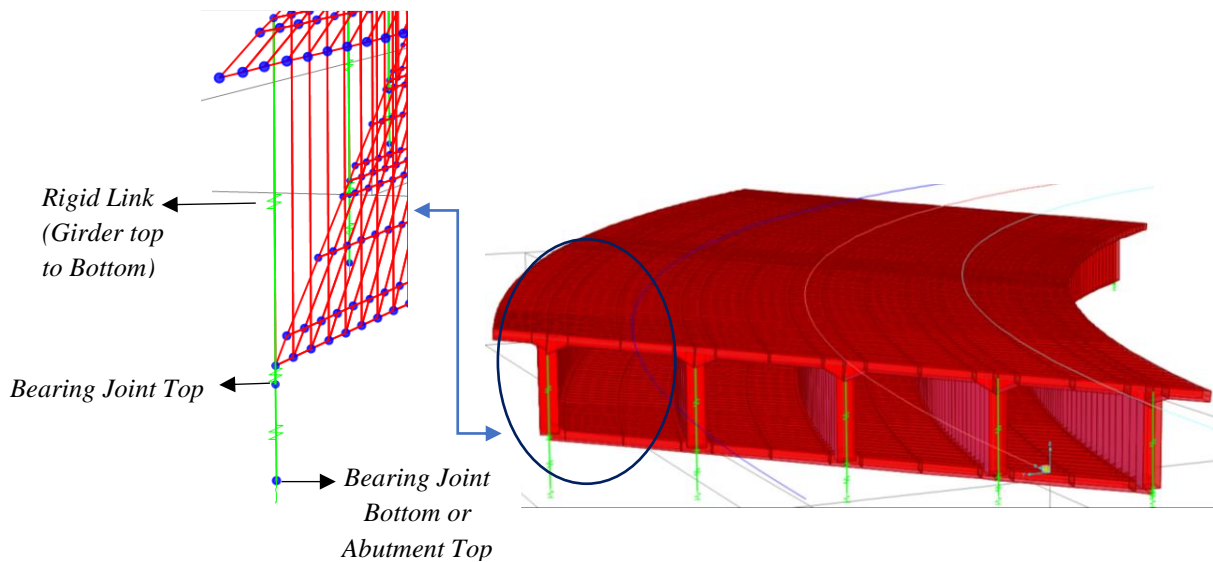 Rigid Link
(Girder top
to Bottom)
Bearing Joint Top
Bearing Joint
Bottom or
Abutment Top